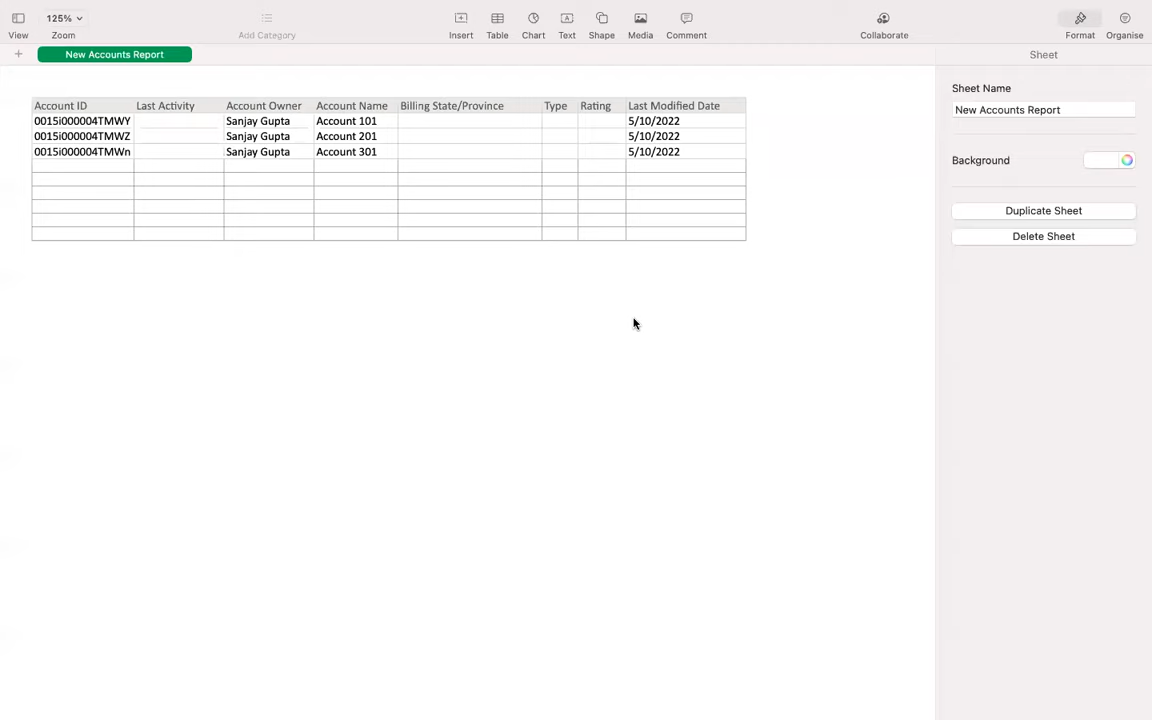 125%
View Zoom Add Category Insert Table Chart Text Shape Media Comment Collaborate Format Organise
+ New Accounts Report Sheet
Sheet Name
New Accounts Report
Background
Duplicate Sheet
Delete Sheet
Account ID Last Activity Account Owner Account Name Billing State/Province Type Rating Last Modified Date
0015i000004TMWY Sanjay Gupta Account 101 5/10/2022
0015i000004TMWZ Sanjay Gupta Account 201 5/10/2022
0015i000004TMWn Sanjay Gupta Account 301 5/10/2022